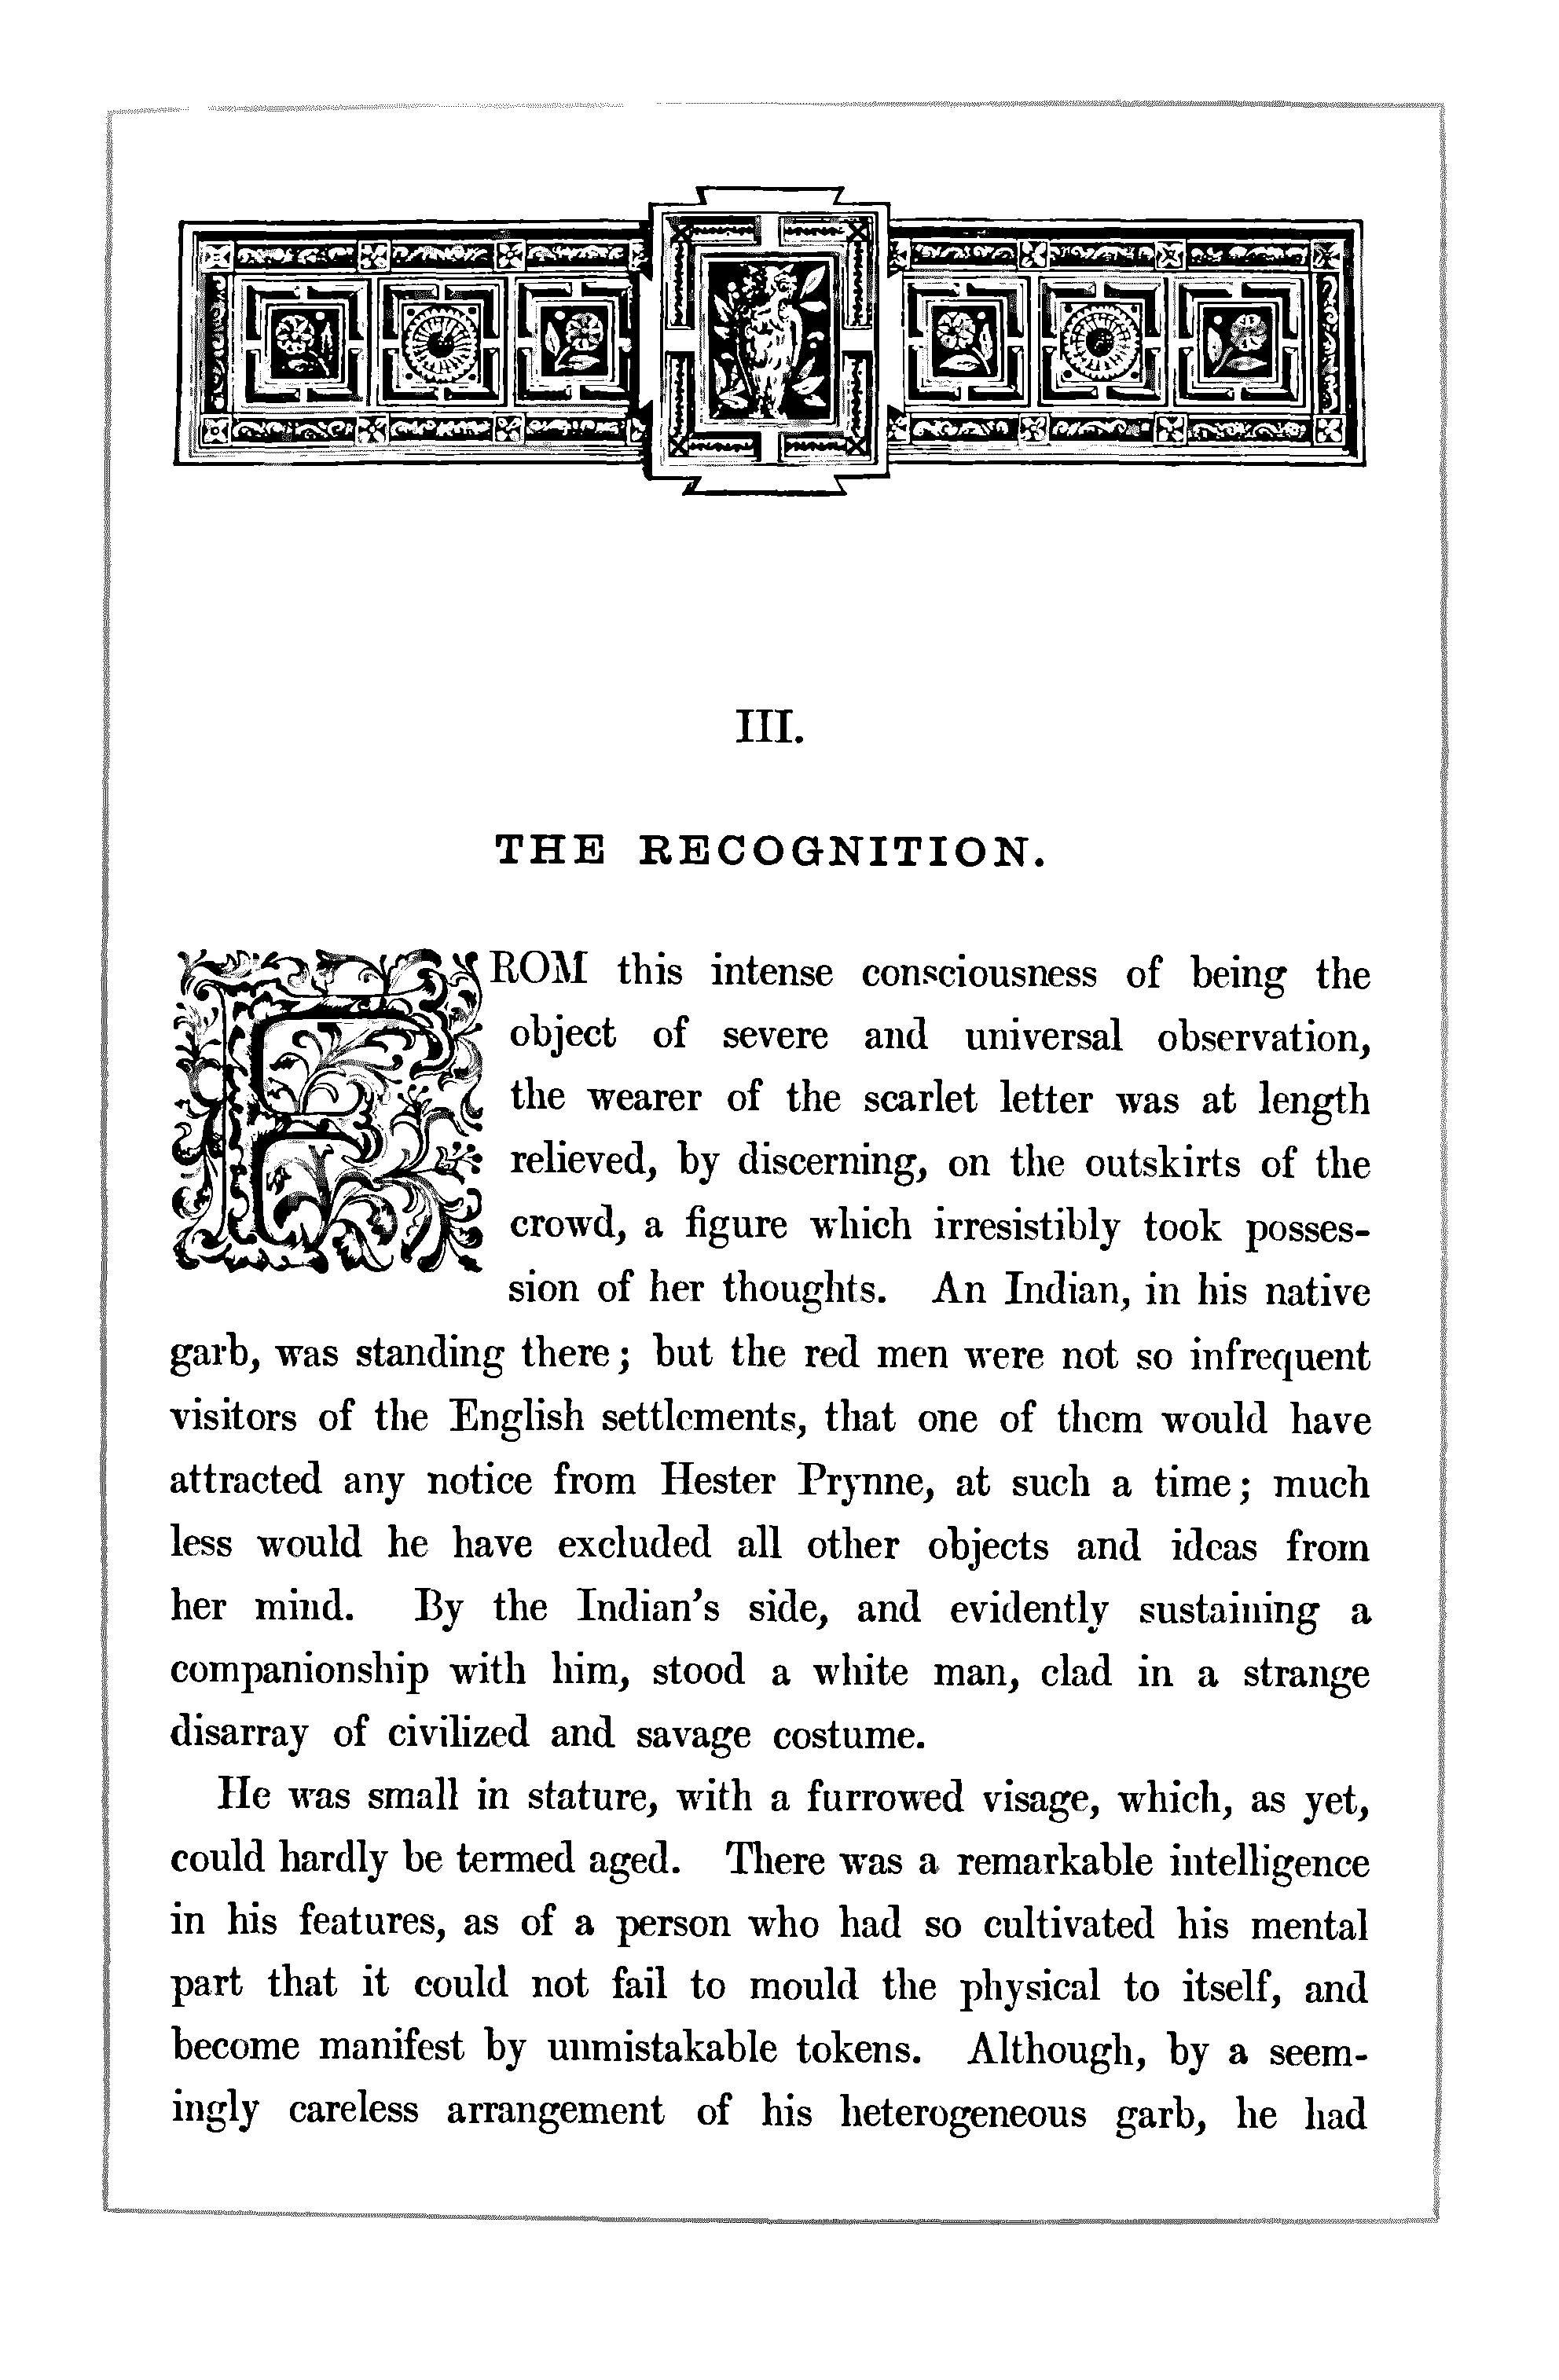 III.
THE RECOGNITION.
FROM this intense consciousness of being the
object of severe and universal observation,
the wearer of the scarlet letter was at length
relieved, by discerning, on the outskirts of the
crowd, a figure which irresistibly took posses-
sion of her thoughts. An Indian, in his native
garb, was standing there; but the red men were not so infrequent
visitors of the English settlements, that one of them would have
attracted any notice from Hester Prynne, at such a time; much
less would he have excluded all other objects and ideas from
her mind. By the Indian's side, and evidently sustaining a
companionship with him, stood a white man, clad in a strange
disarray of civilized and savage costume.
He was small in stature, with a furrowed visage, which, as yet,
could hardly be termed aged. There was a remarkable intelligence
in his features, as of a person who had so cultivated his mental
part that it could not fail to mould the physical to itself, and
become manifest by unmistakable tokens. Although, by a seem-
ingly careless arrangement of his heterogeneous garb, he had